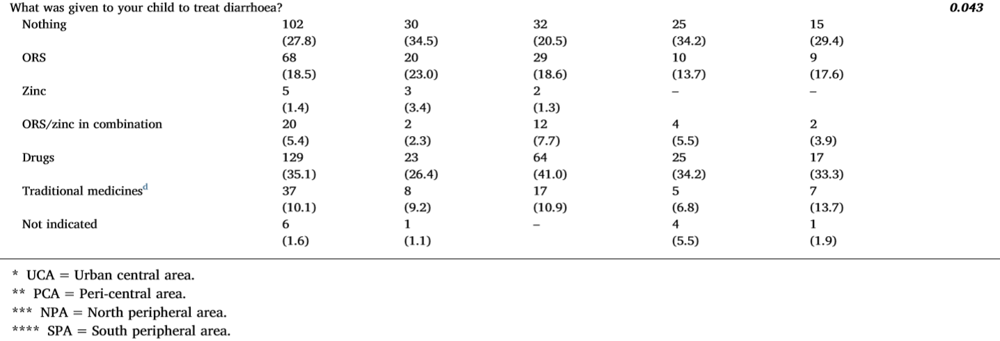 What was given to your child to treat diarrhoea? 0.043
Nothing 102 30 32 25 15
(27.8) (34.5) (20.5) (34.2) (29.4)
ORS 68 20 29 10 9
(18.5) (23.0) (18.6) (13.7) (17.6)
Zinc 5 3 2 – –
(1.4) (3.4) (1.3)
ORS/zinc in combination 20 2 12 4 2
(5.4) (2.3) (7.7) (5.5) (3.9)
Drugs 129 23 64 25 17
(35.1) (26.4) (41.0) (34.2) (33.3)
Traditional medicinesd 37 8 17 5 7
(10.1) (9.2) (10.9) (6.8) (13.7)
Not indicated 6 1 – 4 1
(1.6) (1.1) (5.5) (1.9)
* UCA = Urban central area.
** PCA = Peri-central area.
*** NPA = North peripheral area.
**** SPA = South peripheral area.